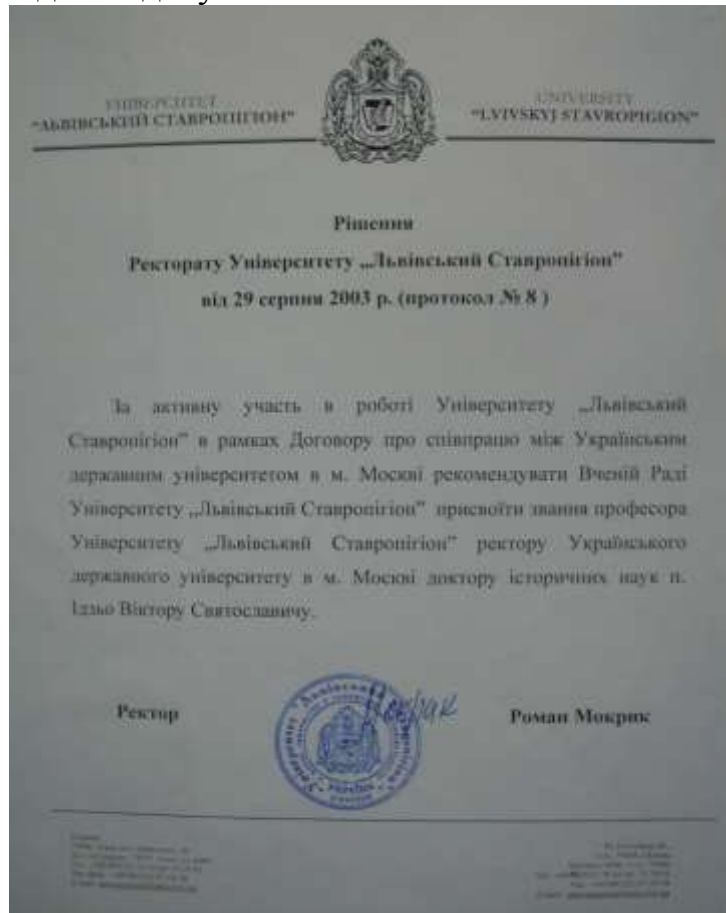 УНІВЕРСИТЕТ
"ЛЬВІВСЬКИЙ СТАВРОПІГІОН"
UNIVERSITY
"LVIVSKYJ STAVROPIGION"
Рішення
Ректорату Університету „Львівський Ставропігіон"
від 29 серпня 2003 р. (протокол № 8 )
За активну участь в роботі Університету „Львівський
Ставропігіон" в рамках Договору про співпрацю між Українським
державним університетом в м. Москві рекомендувати Вченій Раді
Університету „Львівський Ставропігіон" присвоїти звання професора
Університету „Львівський Ставропігіон" ректору Українського
державного університету в м. Москві доктору історичних наук п.
Ідзьо Віктору Святославичу.
Ректор
Роман Мокрик